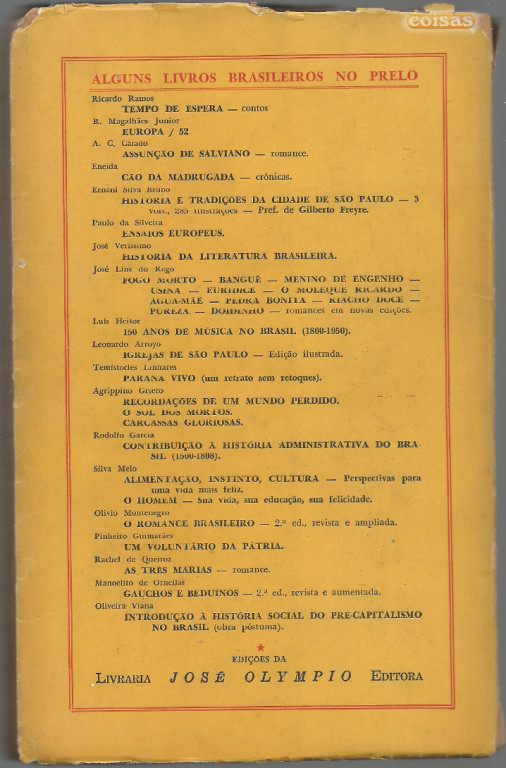 coisas
ALGUNS LIVROS BRASILEIROS NO PRELO
Ricardo Ramos
TEMPO DE ESPERA — contos
R. Magalhães Junior
EUROPA / 52
A. C. Callado
ASSUNÇÃO DE SALVIANO — romance.
Eneida
CÃO DA MADRUGADA — crônicas.
Ernani Silva Bruno
HISTÓRIA E TRADIÇÕES DA CIDADE DE SÃO PAULO — 3
vols., 285 ilustrações — Pref. de Gilberto Freyre.
Paulo da Silveira
ENSAIOS EUROPEUS.
José Veríssimo
HISTÓRIA DA LITERATURA BRASILEIRA.
José Lins do Rego
FOGO MORTO — BANGUÊ — MENINO DE ENGENHO —
USINA — EURÍDICE — O MOLEQUE RICARDO —
ÁGUA-MÃE — PEDRA BONITA — RIACHO DOCE —
PUREZA — DOIDINHO — romances em novas edições.
Luis Heitor
150 ANOS DE MÚSICA NO BRASIL (1800-1950).
Leonardo Arroyo
IGREJAS DE SÃO PAULO — Edição ilustrada.
Temístocles Linhares
PARANÁ VIVO (um retrato sem retoques).
Agrippino Grieco
RECORDAÇÕES DE UM MUNDO PERDIDO.
O SOL DOS MORTOS.
CARCASSAS GLORIOSAS.
Rodolfo Garcia
CONTRIBUIÇÃO À HISTÓRIA ADMINISTRATIVA DO BRA-
SIL (1500-1808).
Silva Melo
ALIMENTAÇÃO, INSTINTO, CULTURA — Perspectivas para
uma vida mais feliz.
O HOMEM — Sua vida, sua educação, sua felicidade.
Olivio Montenegro
O ROMANCE BRASILEIRO — 2.ª ed., revista e ampliada.
Pinheiro Guimarães
UM VOLUNTÁRIO DA PÁTRIA.
Rachel de Queiroz
AS TRÊS MARIAS — romance.
Manoelito de Ornellas
GAÚCHOS E BEDUINOS — 2.ª ed., revista e aumentada.
Oliveira Viana
INTRODUÇÃO À HISTÓRIA SOCIAL DO PRE-CAPITALISMO
NO BRASIL (obra póstuma).
EDIÇÕES DA
LIVRARIA JOSÉ OLYMPIO EDITORA